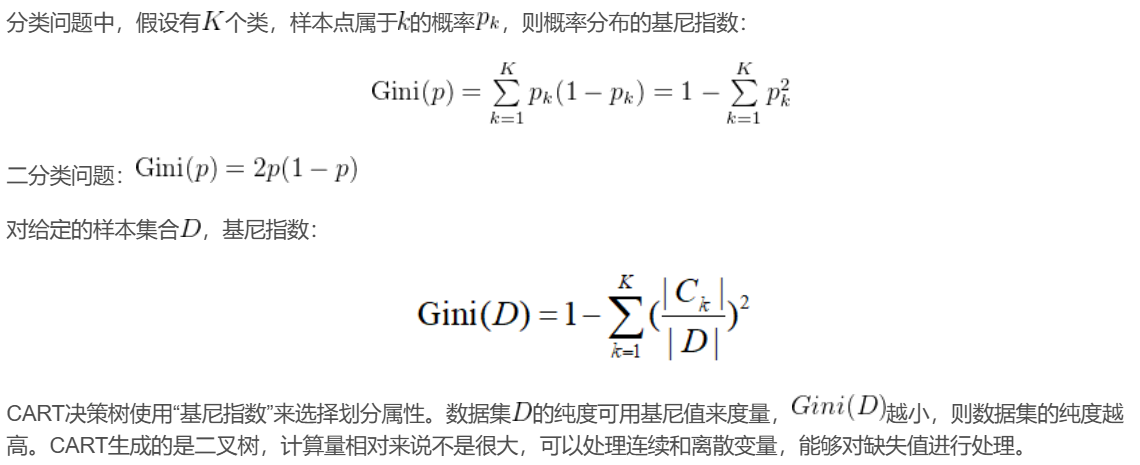 分类问题中，假设有K个类，样本点属于k的概率p_k，则概率分布的基尼指数：
Gini(p) = \sum_{k=1}^{K} p_k(1 − p_k) = 1 − \sum_{k=1}^{K} p_k^2
二分类问题：Gini(p) = 2p(1 − p)
对给定的样本集合D，基尼指数：
Gini(D) = 1 − \sum_{k=1}^{K} (\frac{|C_k|}{|D|})^2
CART决策树使用“基尼指数”来选择划分属性。数据集D的纯度可用基尼值来度量，Gini(D)越小，则数据集的纯度越
高。CART生成的是二叉树，计算量相对来说不是很大，可以处理连续和离散变量，能够对缺失值进行处理。